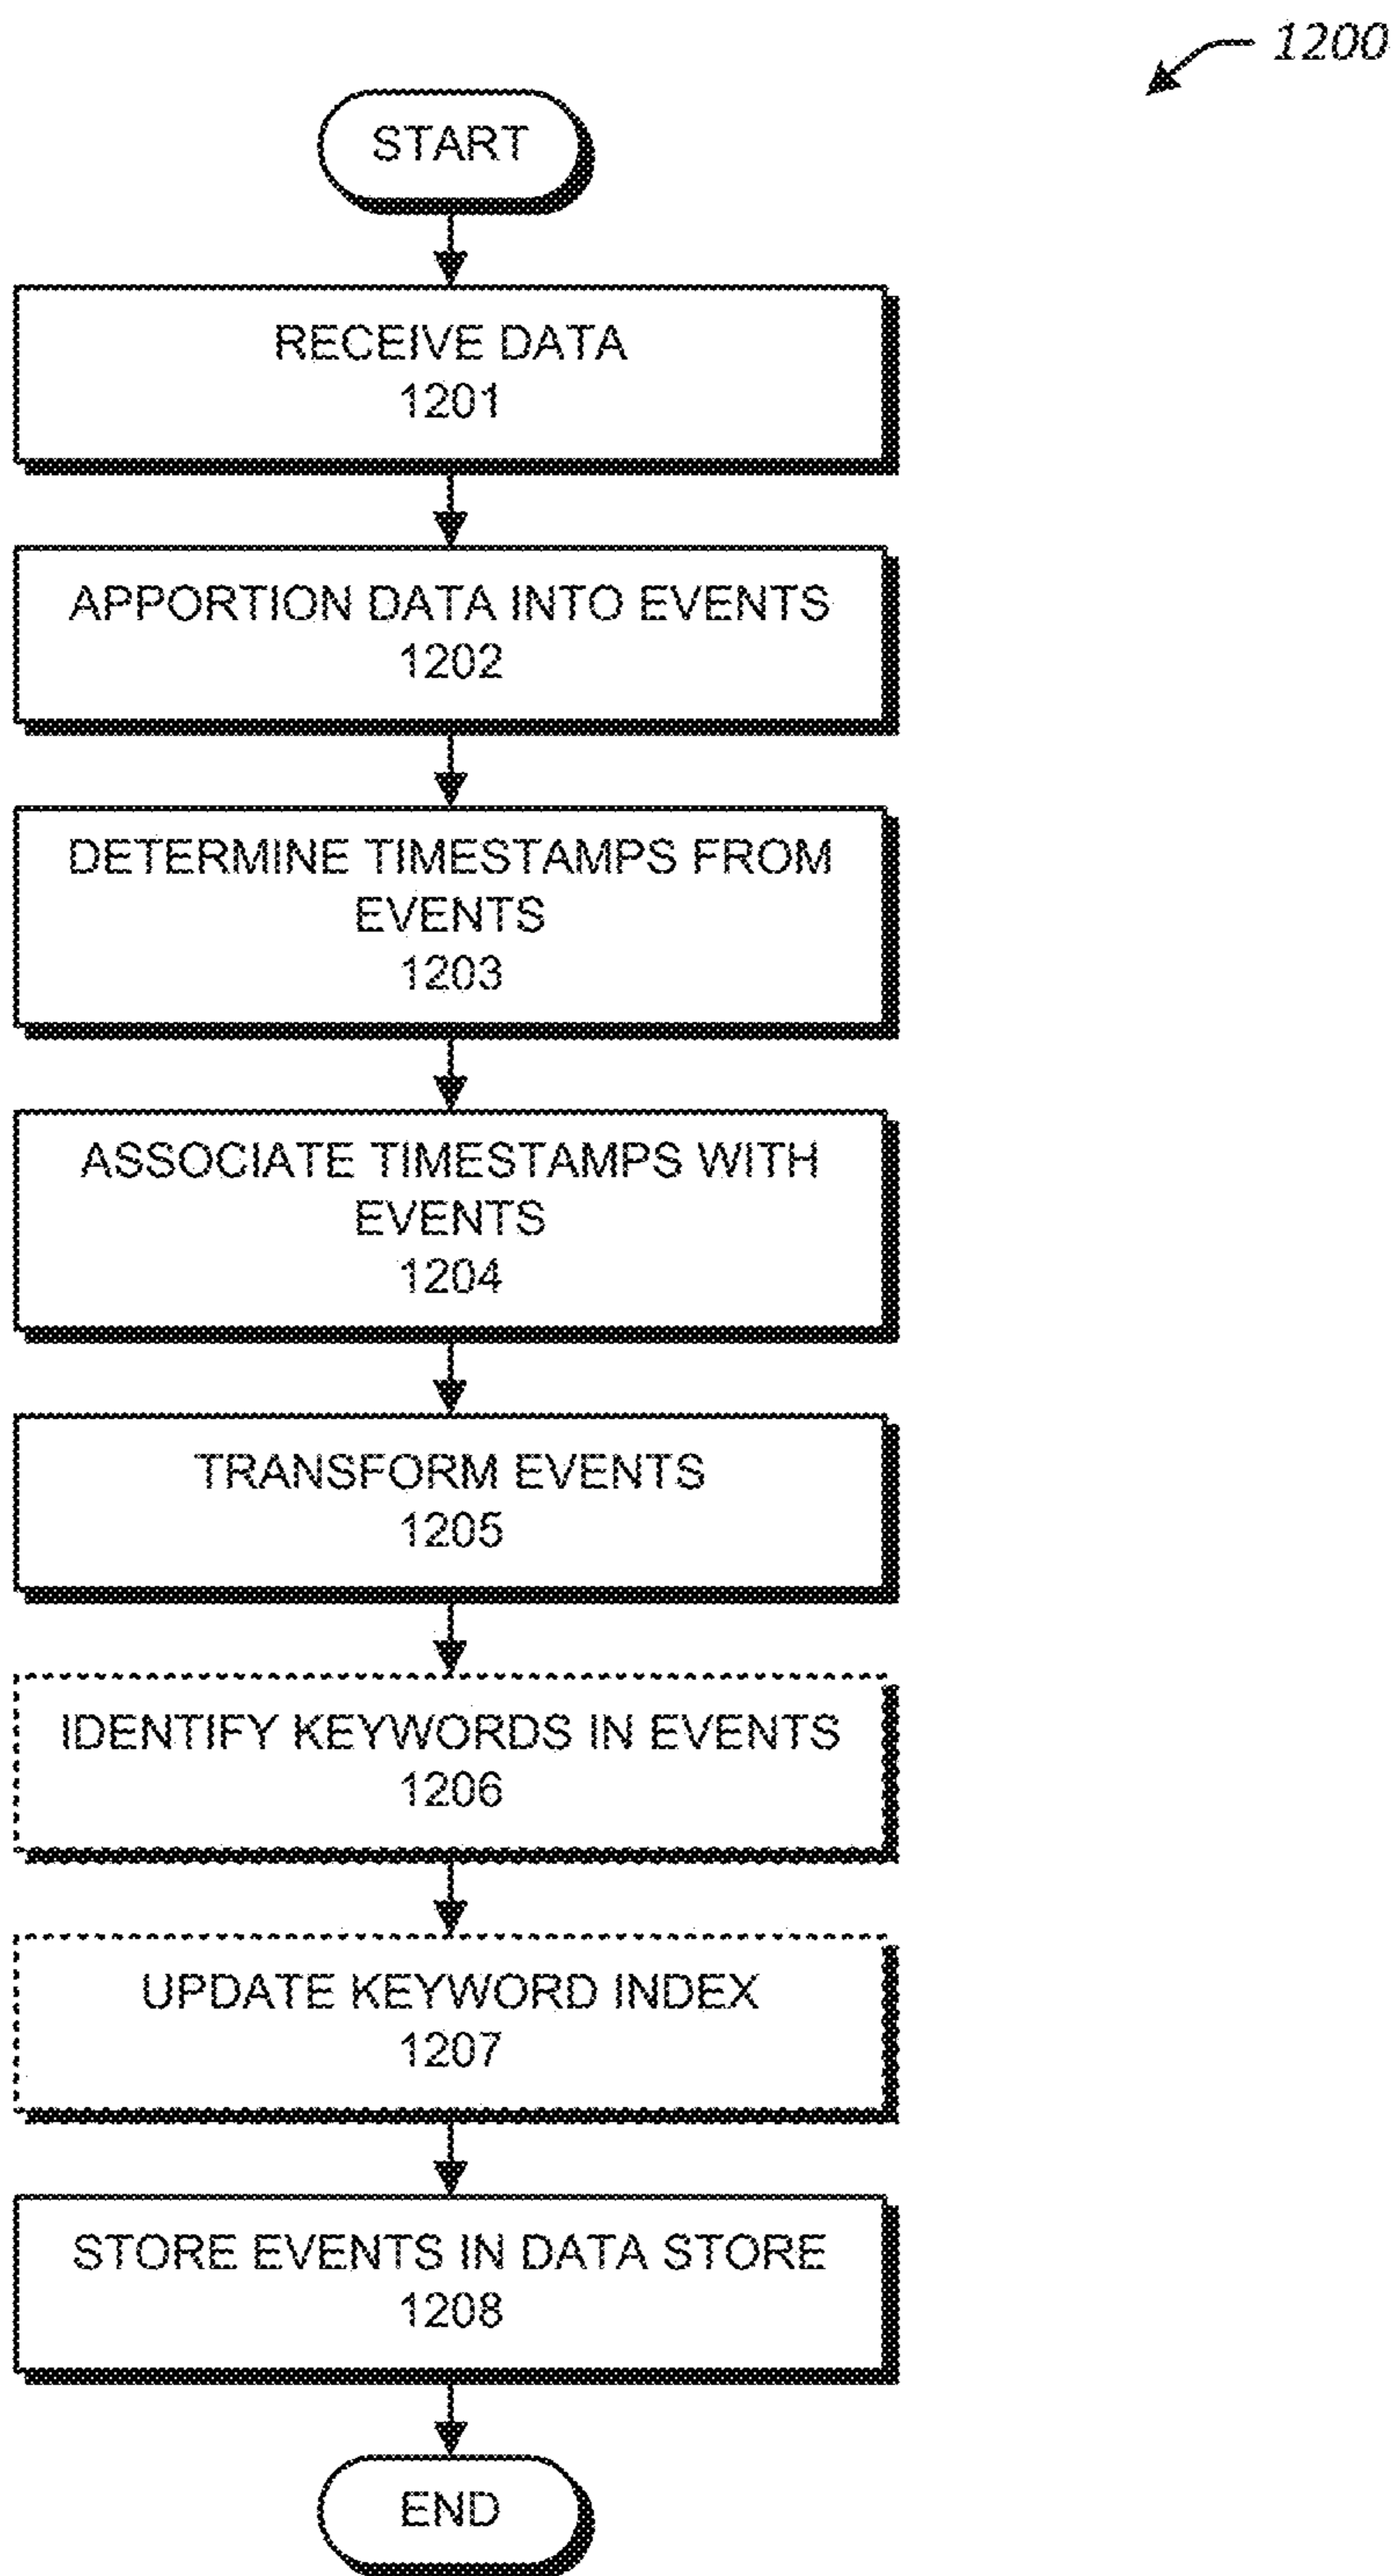 1200
START
RECEIVE DATA
1201
APPORTION DATA INTO EVENTS
1202
DETERMINE TIMESTAMPS FROM
EVENTS
1203
ASSOCIATE TIMESTAMPS WITH
EVENTS
1204
TRANSFORM EVENTS
1205
IDENTIFY KEYWORDS IN EVENTS
1206
UPDATE KEYWORD INDEX
1207
STORE EVENTS IN DATA STORE
1208
END